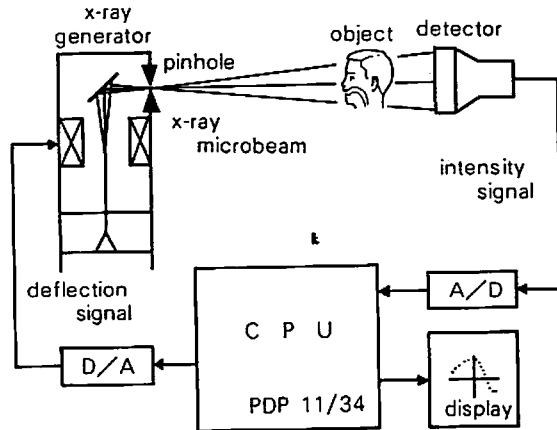 x-ray
generator
pinhole
object
detector
x-ray
microbeam
intensity
signal
deflection
signal
A/D
C P U
D/A
PDP 11/34
display